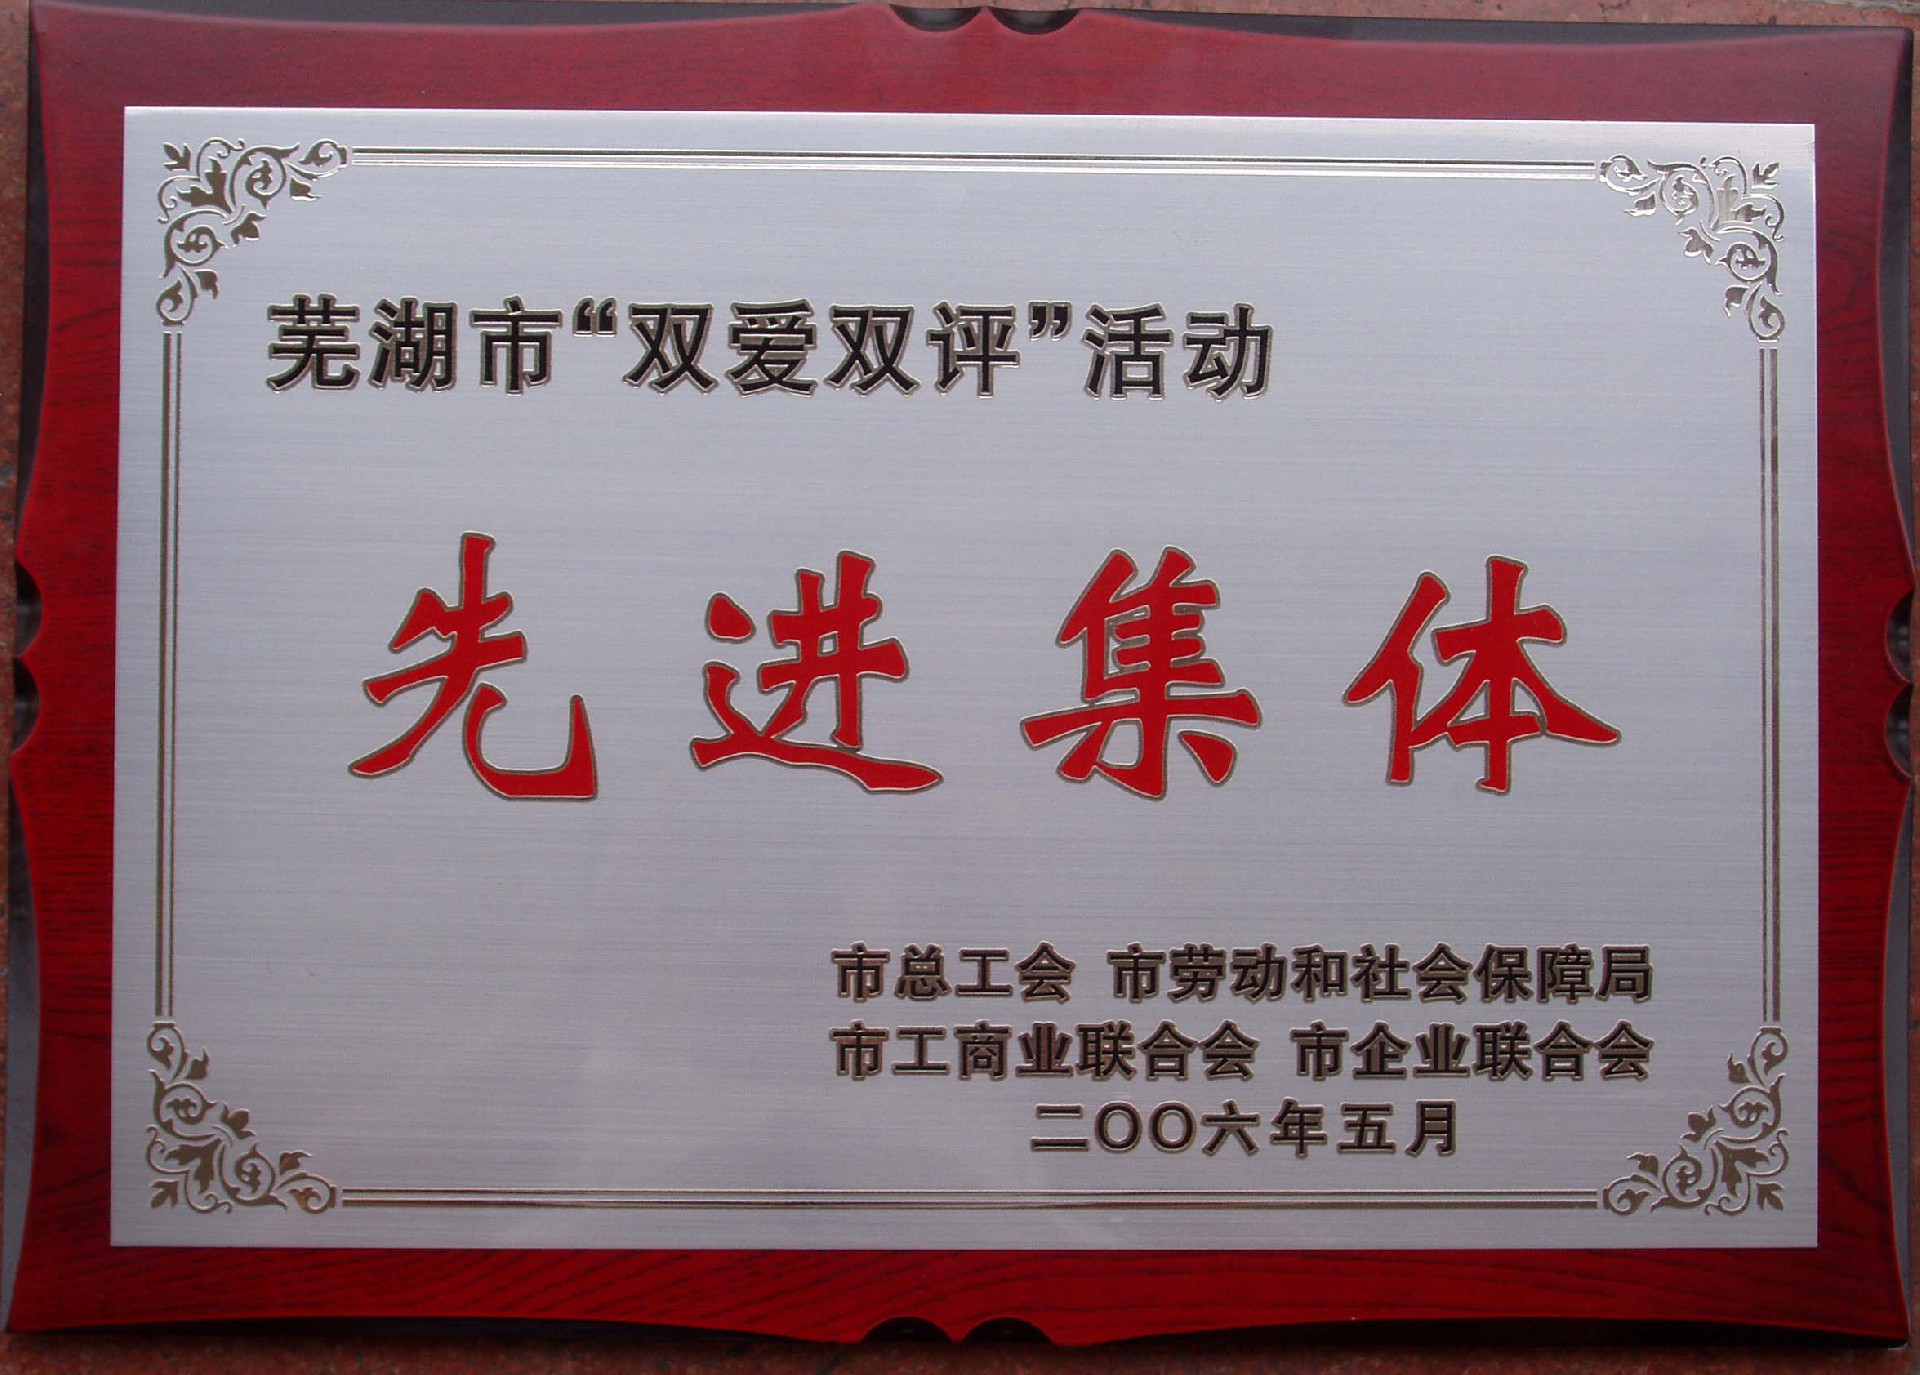 芜湖市“双爱双评”活动
先进集体
市总工会 市劳动和社会保障局
市工商业联合会 市企业联合会
二〇〇六年五月